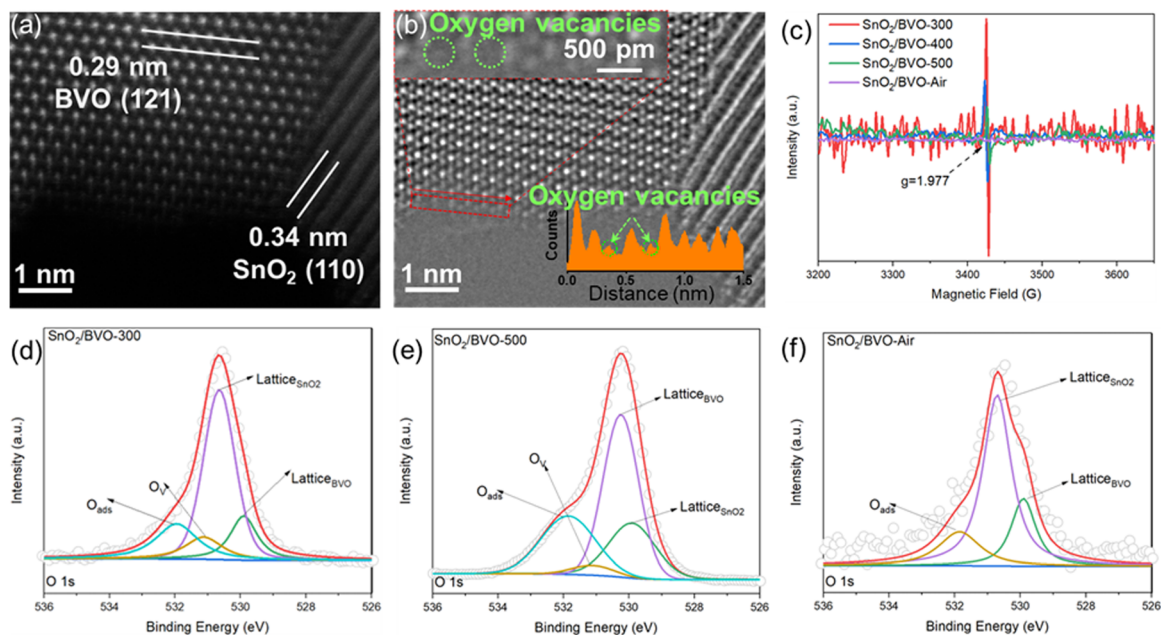 (a)
0.29 nm
BVO (121)
0.34 nm
SnO2 (110)
1 nm
(b)
Oxygen vacancies
500 pm
Oxygen vacancies
Counts
0.0 0.5 1.0 1.5
Distance (nm)
1 nm
(c)
SnO2/BVO-300
SnO2/BVO-400
SnO2/BVO-500
SnO2/BVO-Air
g=1.977
Intensity (a.u.)
3200 3300 3400 3500 3600
Magnetic Field (G)
(d)
SnO2/BVO-300
LatticeSnO2
OV
Oads
LatticeBVO
Intensity (a.u.)
O 1s
536 534 532 530 528 526
Binding Energy (eV)
(e)
SnO2/BVO-500
LatticeBVO
OV
Oads
LatticeSnO2
Intensity (a.u.)
O 1s
536 534 532 530 528 526
Binding Energy (eV)
(f)
SnO2/BVO-Air
LatticeSnO2
Oads
LatticeBVO
Intensity (a.u.)
O 1s
536 534 532 530 528 526
Binding Energy (eV)